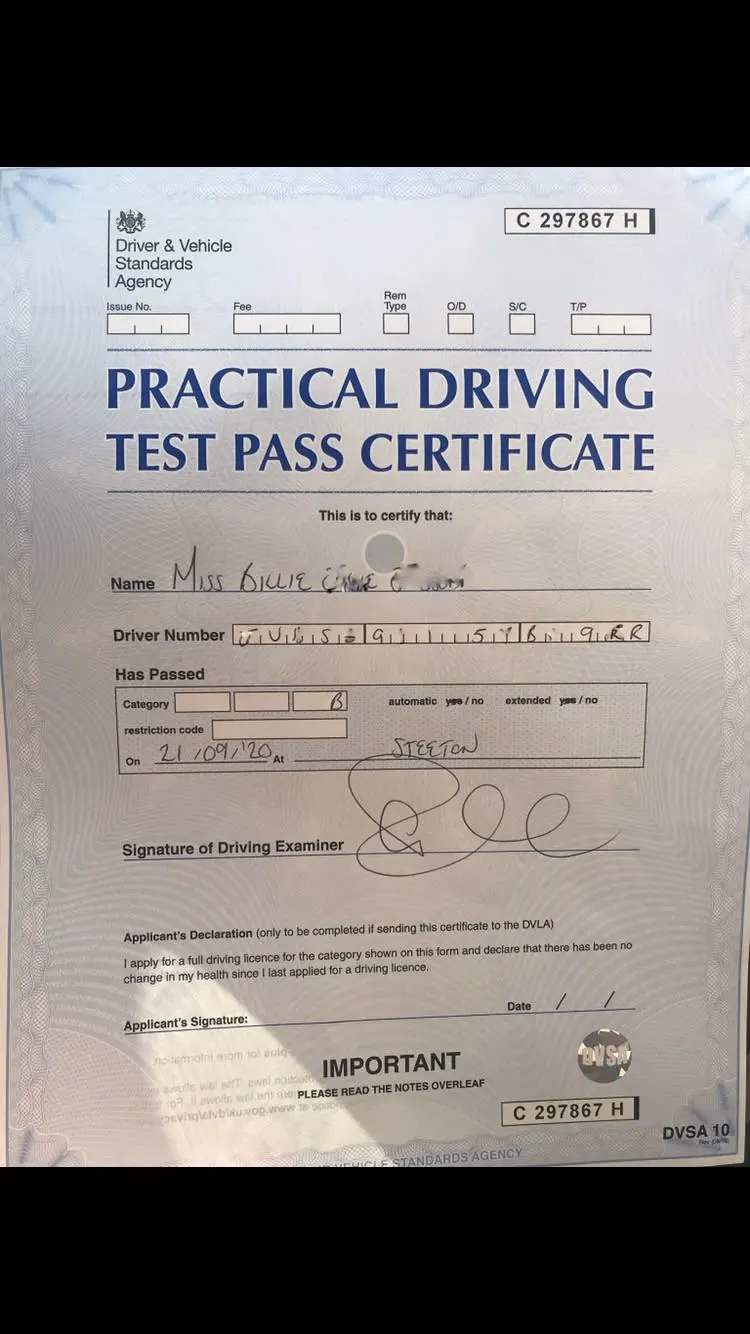 C 297867 H
Driver & Vehicle
Standards
Agency
Issue No. Fee Rem Type O/D S/C T/P
PRACTICAL DRIVING
TEST PASS CERTIFICATE
This is to certify that:
Name MISS BILLIE
Driver Number
Has Passed
Category B automatic yes / no extended yes / no
restriction code
On 21/09/'20 At STEETON
Signature of Driving Examiner
Applicant's Declaration (only to be completed if sending this certificate to the DVLA)
I apply for a full driving licence for the category shown on this form and declare that there has been no
change in my health since I last applied for a driving licence.
Date / /
Applicant's Signature:
IMPORTANT
PLEASE READ THE NOTES OVERLEAF
DVSA
C 297867 H
DVSA 10
VEHICLE STANDARDS AGENCY